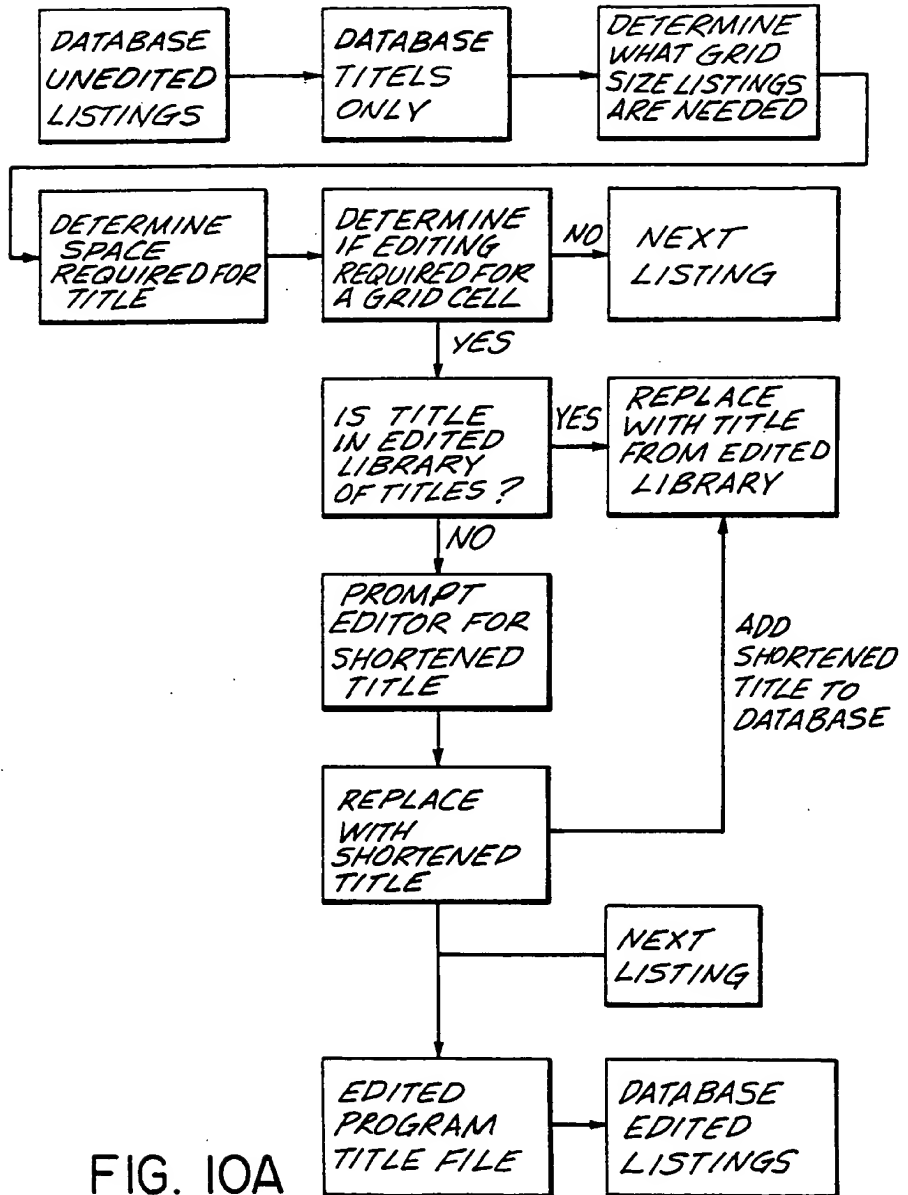 DATABASE
UNEDITED
LISTINGS
DATABASE
TITELS
ONLY
DETERMINE
WHAT GRID
SIZE LISTINGS
ARE NEEDED
DETERMINE
SPACE
REQUIRED FOR
TITLE
DETERMINE
IF EDITING
REQUIRED FOR
A GRID CELL
NO
NEXT
LISTING
YES
IS TITLE
IN EDITED
LIBRARY
OF TITLES ?
YES
REPLACE
WITH TITLE
FROM EDITED
LIBRARY
NO
PROMPT
EDITOR FOR
SHORTENED
TITLE
ADD
SHORTENED
TITLE TO
DATABASE
REPLACE
WITH
SHORTENED
TITLE
NEXT
LISTING
EDITED
PROGRAM
TITLE FILE
DATABASE
EDITED
LISTINGS
FIG. 10A